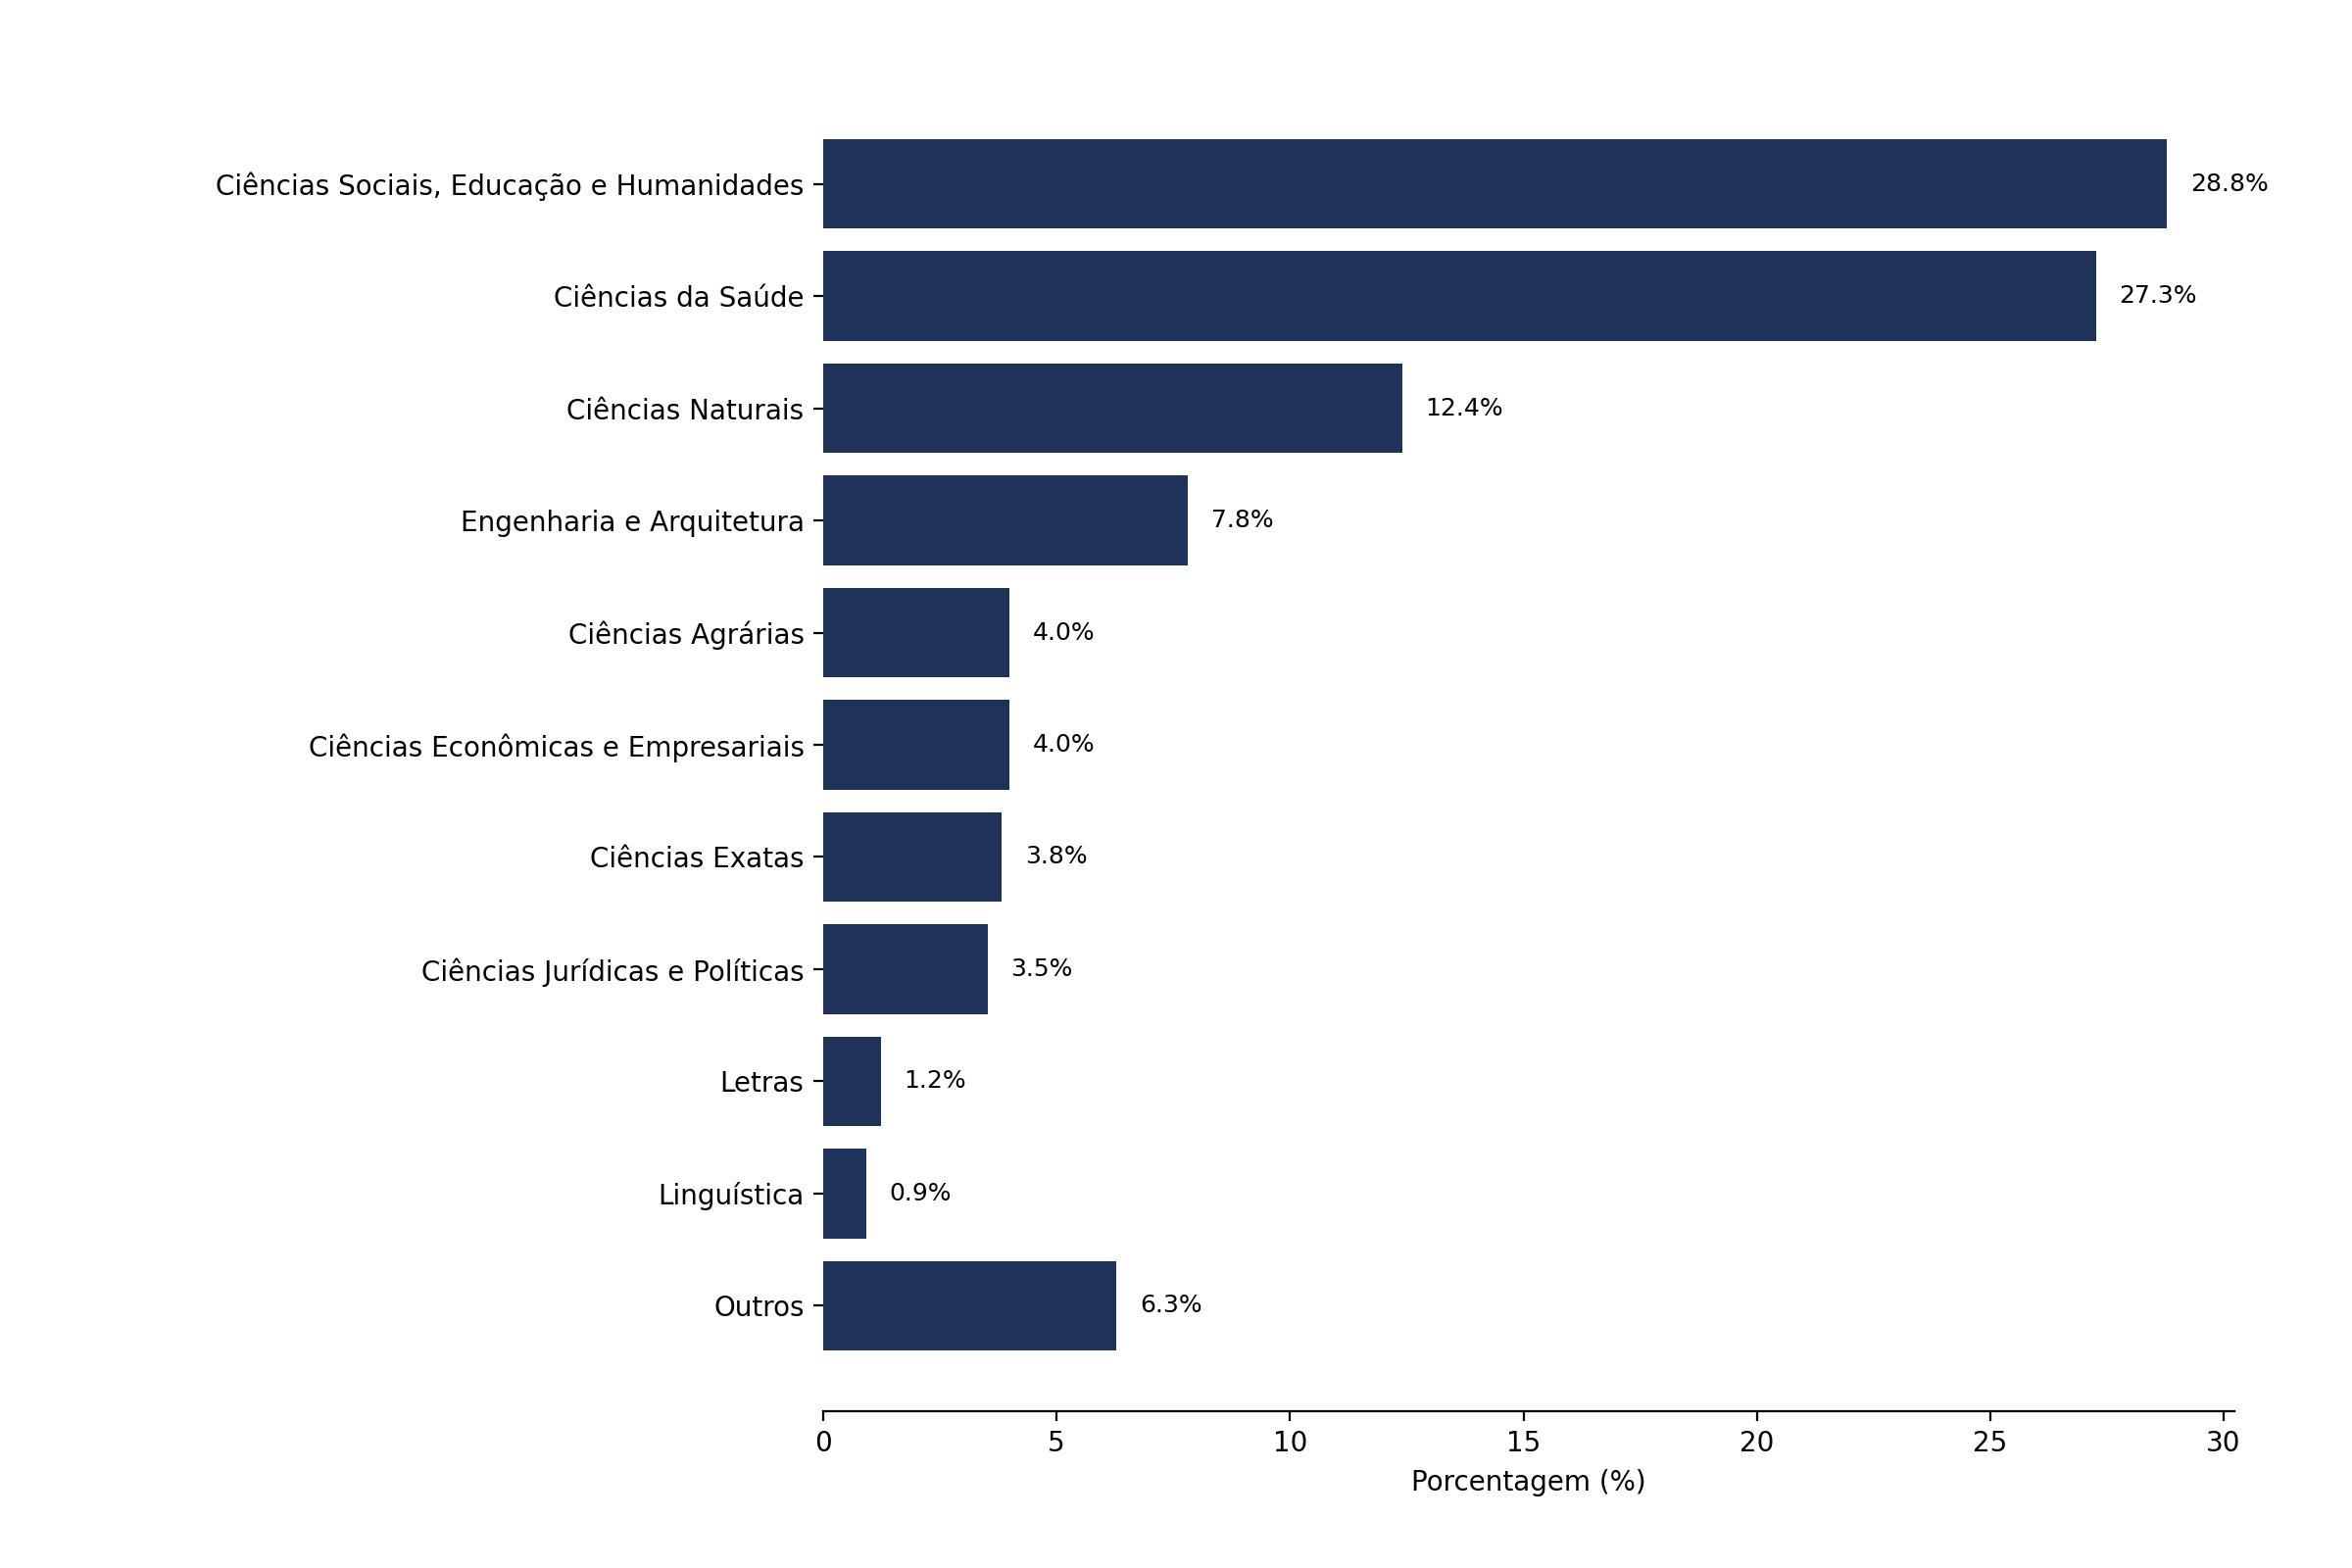 Ciências Sociais, Educação e Humanidades 28.8%
Ciências da Saúde 27.3%
Ciências Naturais 12.4%
Engenharia e Arquitetura 7.8%
Ciências Agrárias 4.0%
Ciências Econômicas e Empresariais 4.0%
Ciências Exatas 3.8%
Ciências Jurídicas e Políticas 3.5%
Letras 1.2%
Linguística 0.9%
Outros 6.3%
0 5 10 15 20 25 30
Porcentagem (%)